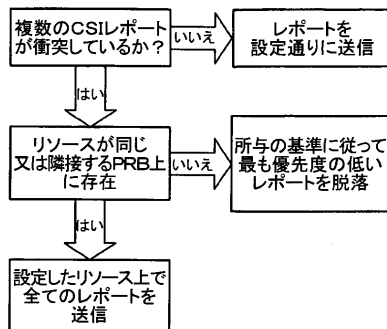 複数のCSIレポート
が衝突しているか？
いいえ
レポートを
設定通りに送信
はい
リソースが同じ
又は隣接するPRB上
に存在
いいえ
所与の基準に従って
最も優先度の低い
レポートを脱落
はい
設定したリソース上で
全てのレポートを
送信